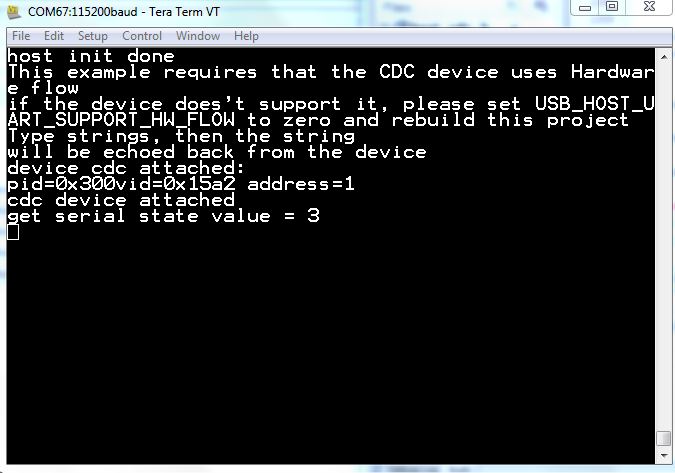 COM67:115200baud - Tera Term VT
File Edit Setup Control Window Help
host init done
This example requires that the CDC device uses Hardwar
e flow
if the device does't support it, please set USB_HOST_U
ART_SUPPORT_HW_FLOW to zero and rebuild this project
Type strings, then the string
will be echoed back from the device
device cdc attached:
pid=0x300vid=0x15a2 address=1
cdc device attached
get serial state value = 3